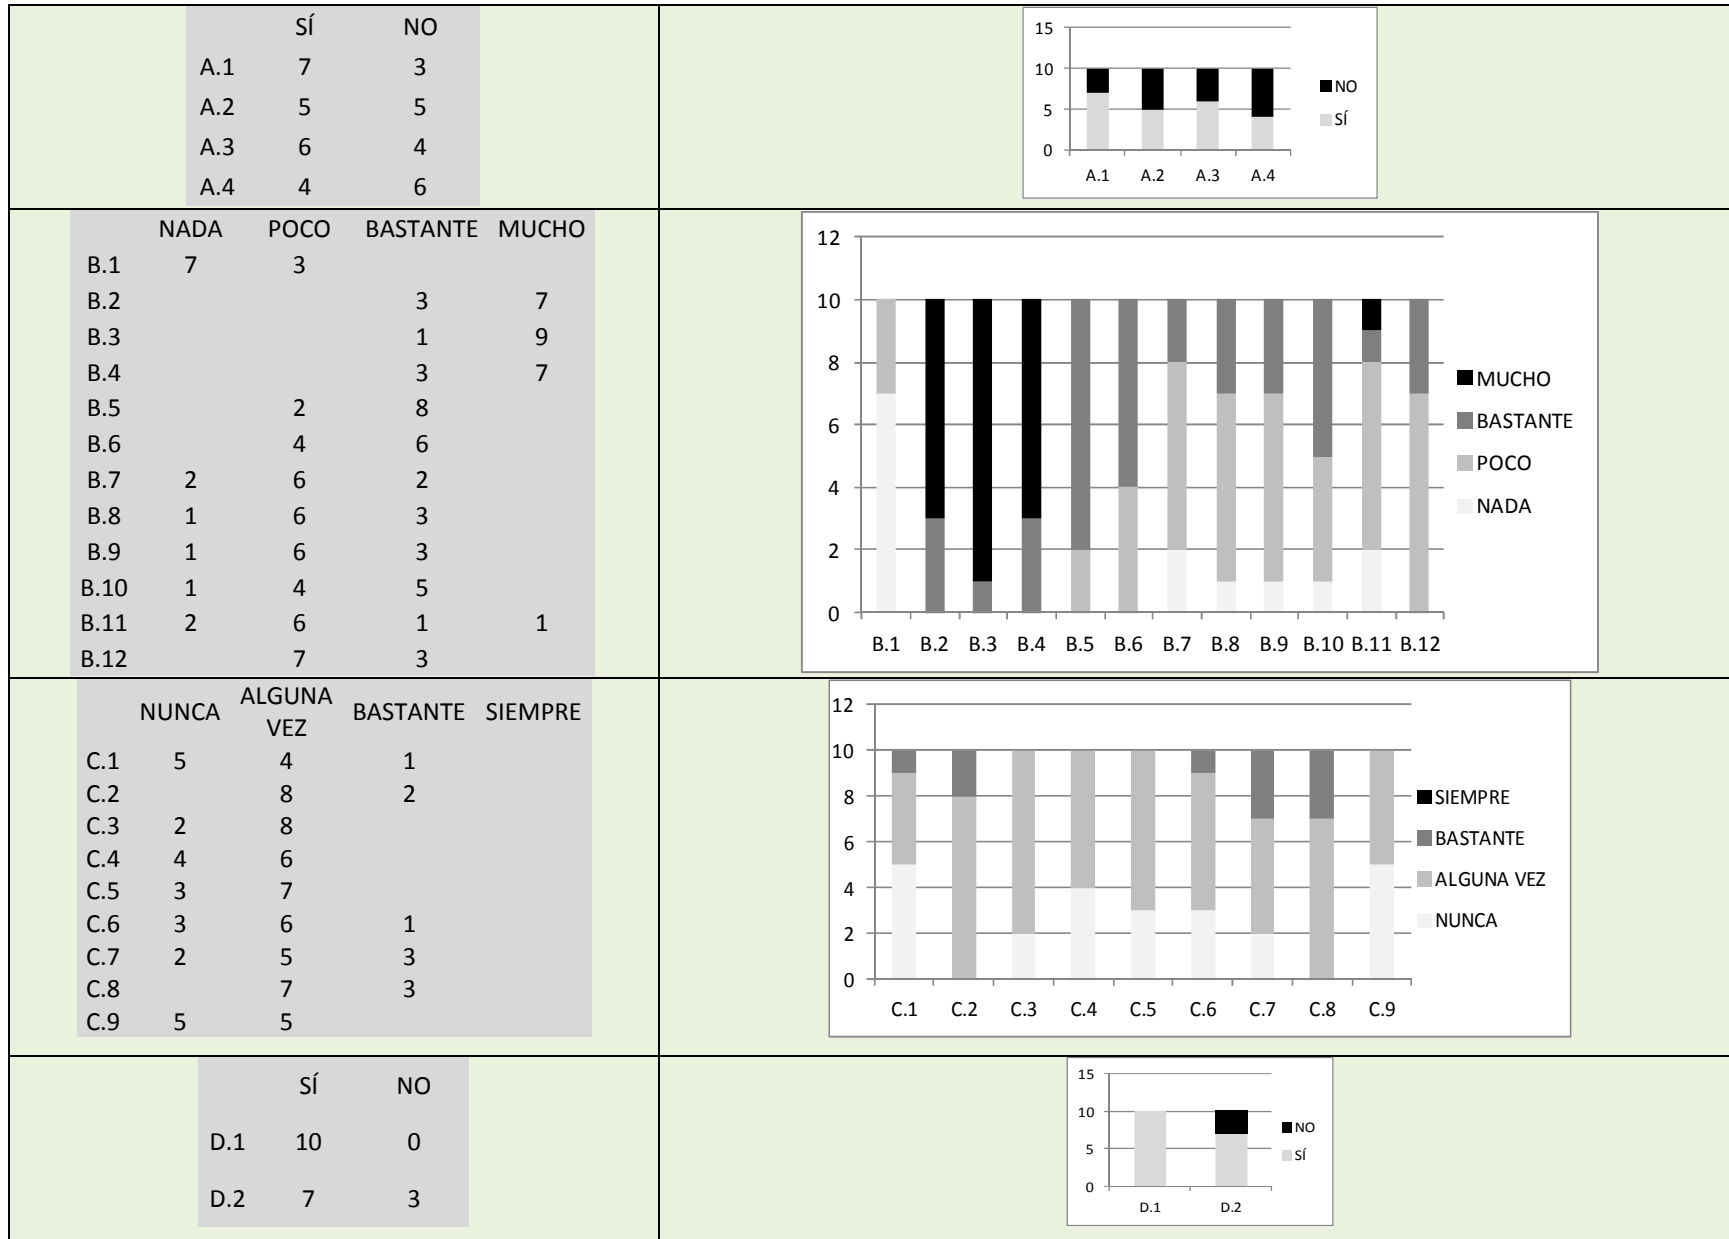 SÍ NO
A.1 7 3
A.2 5 5
A.3 6 4
A.4 4 6
15
10
5
0
A.1 A.2 A.3 A.4
NO
SÍ
NADA POCO BASTANTE MUCHO
B.1 7 3
B.2 3 7
B.3 1 9
B.4 3 7
B.5 2 8
B.6 4 6
B.7 2 6 2
B.8 1 6 3
B.9 1 6 3
B.10 1 4 5
B.11 2 6 1 1
B.12 7 3
12
10
8
6
4
2
0
B.1 B.2 B.3 B.4 B.5 B.6 B.7 B.8 B.9 B.10 B.11 B.12
MUCHO
BASTANTE
POCO
NADA
NUNCA ALGUNA VEZ BASTANTE SIEMPRE
C.1 5 4 1
C.2 8 2
C.3 2 8
C.4 4 6
C.5 3 7
C.6 3 6 1
C.7 2 5 3
C.8 7 3
C.9 5 5
12
10
8
6
4
2
0
C.1 C.2 C.3 C.4 C.5 C.6 C.7 C.8 C.9
SIEMPRE
BASTANTE
ALGUNA VEZ
NUNCA
SÍ NO
D.1 10 0
D.2 7 3
15
10
5
0
D.1 D.2
NO
SÍ